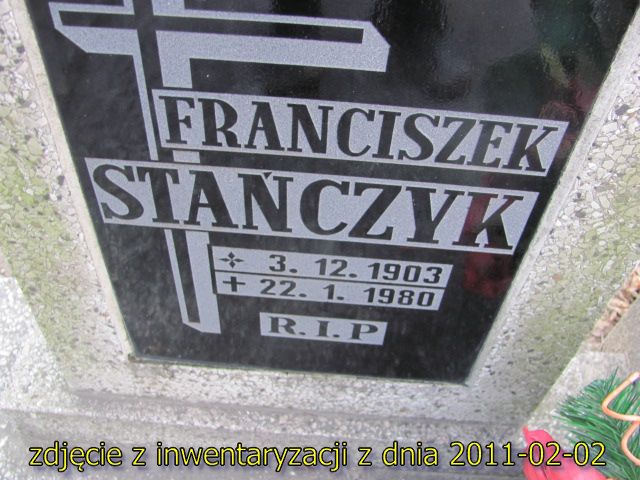 FRANCISZEK
STAŃCZYK
3. 12. 1903
22. 1. 1980
R.I.P
zdjęcie z inwentaryzacji z dnia 2011-02-02